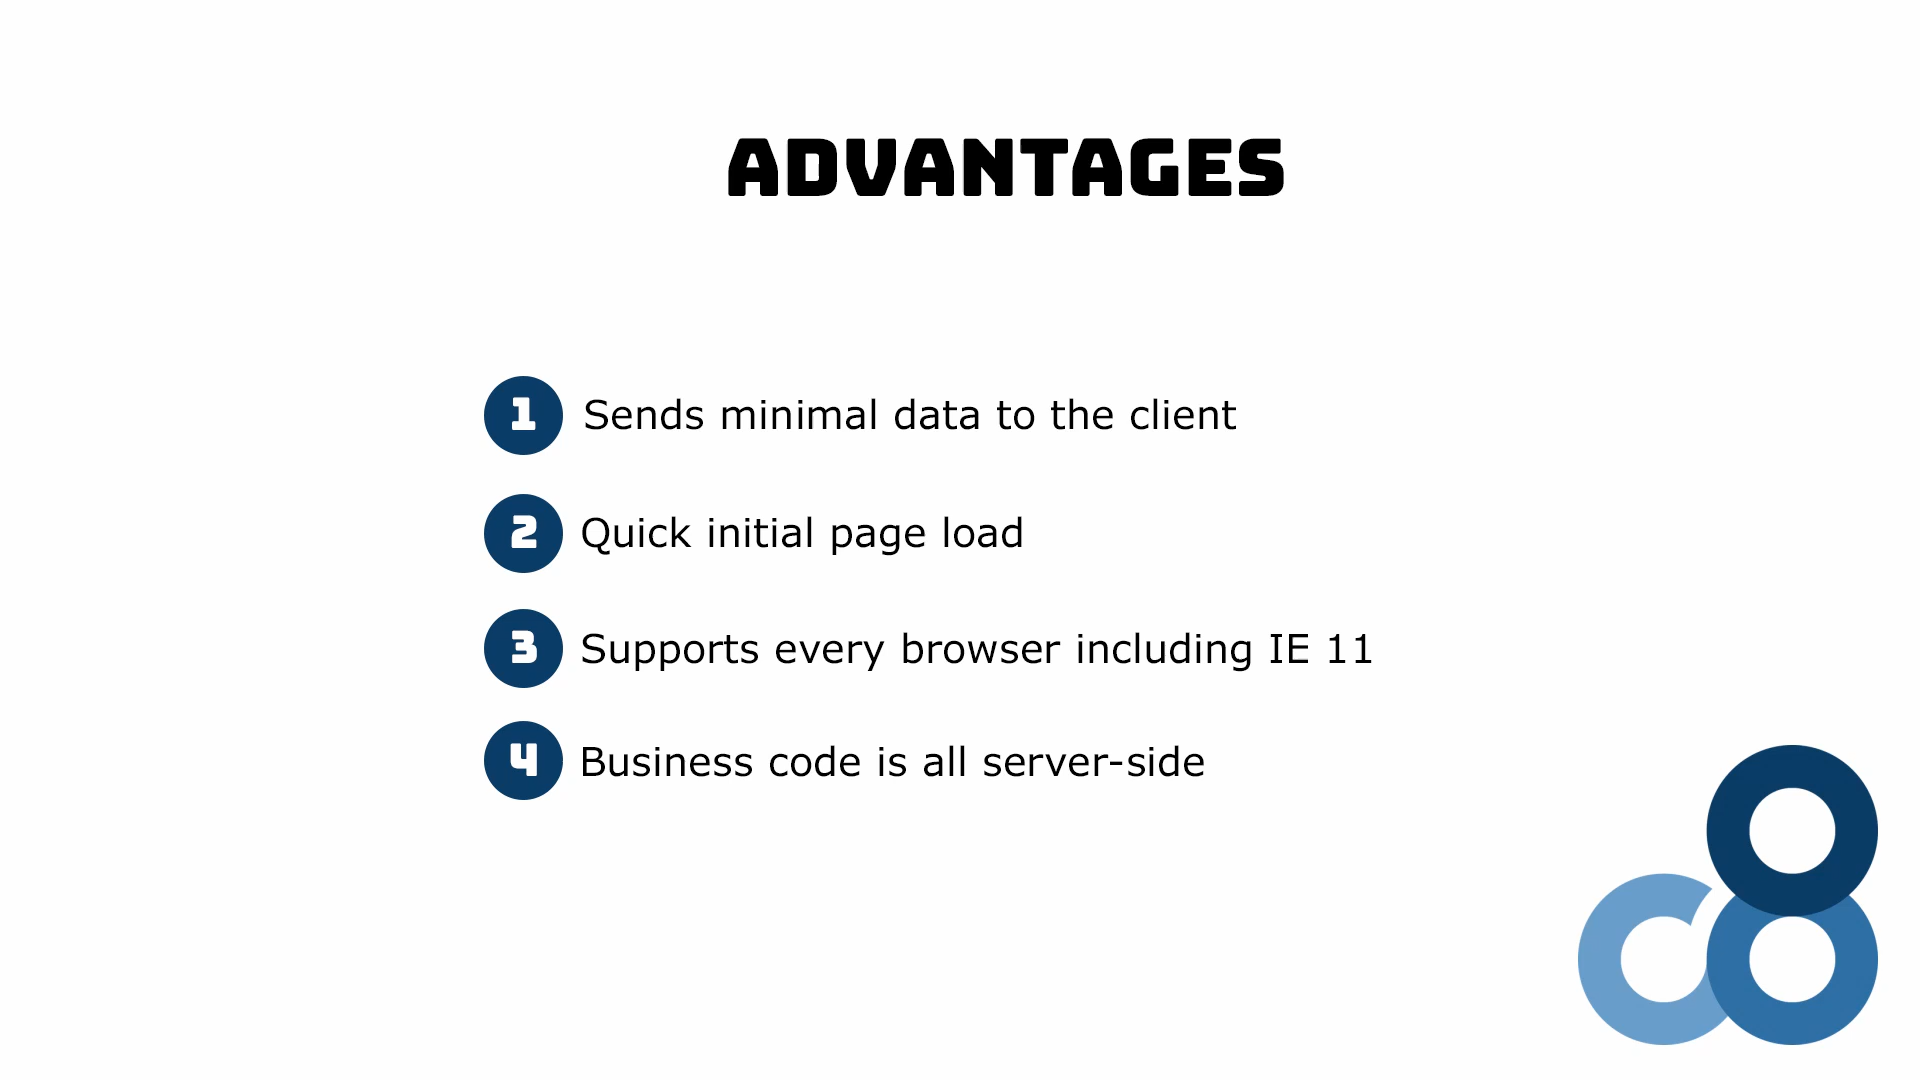 ADVANTAGES
1 Sends minimal data to the client
2 Quick initial page load
3 Supports every browser including IE 11
4 Business code is all server-side